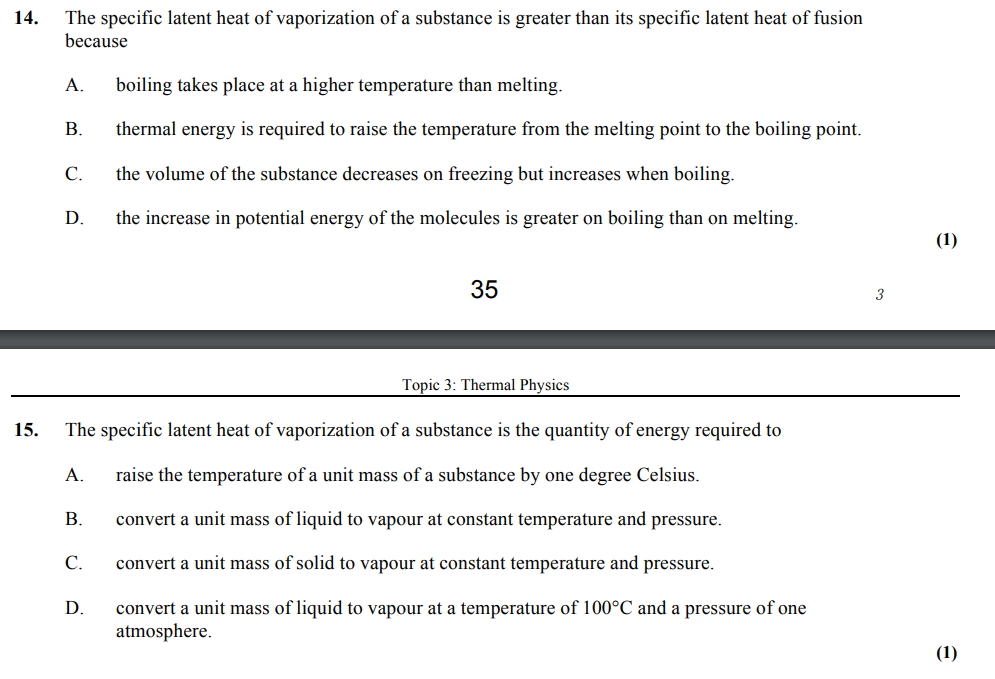 14. The specific latent heat of vaporization of a substance is greater than its specific latent heat of fusion
because
A. boiling takes place at a higher temperature than melting.
B. thermal energy is required to raise the temperature from the melting point to the boiling point.
C. the volume of the substance decreases on freezing but increases when boiling.
D. the increase in potential energy of the molecules is greater on boiling than on melting.
(1)
35
3
Topic 3: Thermal Physics
15. The specific latent heat of vaporization of a substance is the quantity of energy required to
A. raise the temperature of a unit mass of a substance by one degree Celsius.
B. convert a unit mass of liquid to vapour at constant temperature and pressure.
C. convert a unit mass of solid to vapour at constant temperature and pressure.
D. convert a unit mass of liquid to vapour at a temperature of 100°C and a pressure of one
atmosphere.
(1)